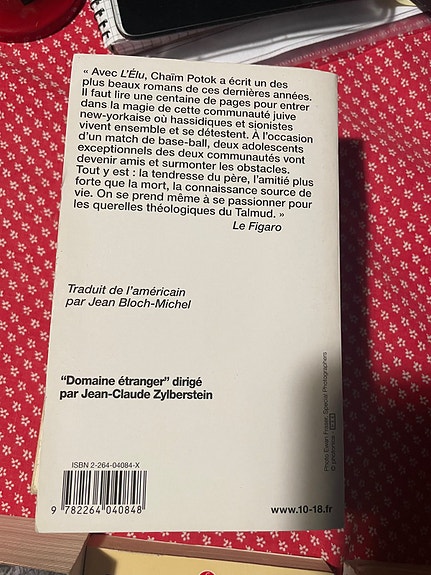 « Avec L'Élu, Chaïm Potok a écrit un des
plus beaux romans de ces dernières années.
Il faut lire une centaine de pages pour entrer
dans la magie de cette communauté juive
new-yorkaise où hassidiques et sionistes
vivent ensemble et se détestent. À l'occasion
d'un match de base-ball, deux adolescents
exceptionnels des deux communautés vont
devenir amis et surmonter les obstacles.
Tout y est : la tendresse du père, l'amitié plus
forte que la mort, la connaissance source de
vie. On se prend même à se passionner pour
les querelles théologiques du Talmud. »
Le Figaro
Traduit de l'américain
par Jean Bloch-Michel
"Domaine étranger" dirigé
par Jean-Claude Zylberstein
Photo Ewan Fraser, Special Photographers
© photonica
ISBN 2-264-04084-X
9 782264 040848
www.10-18.fr